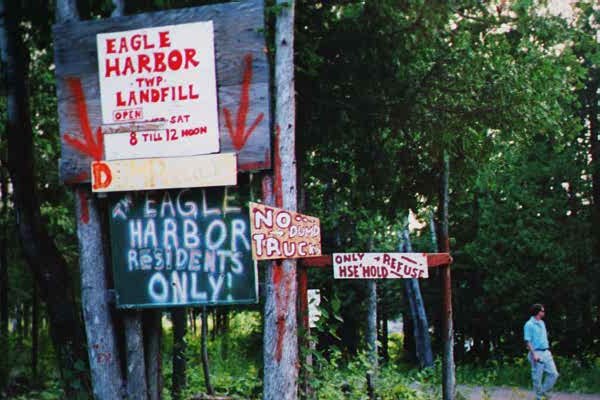 EAGLE
HARBOR
TWP.
LANDFILL
OPEN SAT
8 TILL 12 NOON
D
EAGLE
HARBOR
RESiDENTS
ONLY!
NO
DUMP
TRUCKS
ONLY
HSE'HOLD REFUSE